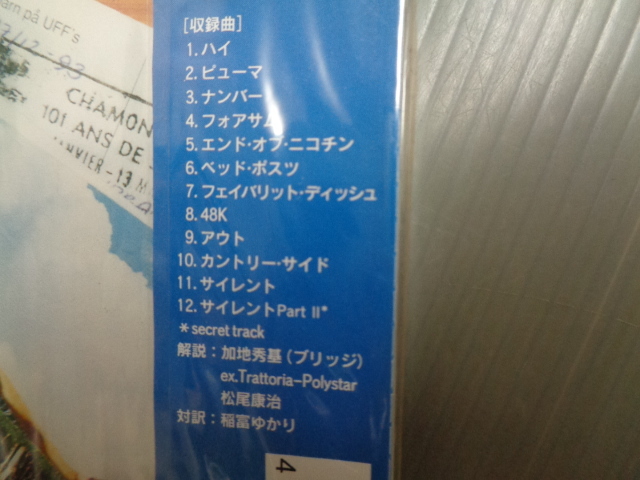 arn på UFF's
CHAMON
101 ANS DE
NVIER-13 M
[収録曲]
1. ハイ
2. ピューマ
3. ナンバー
4. フォアサム
5. エンド・オブ・ニコチン
6. ベッド・ポスツ
7. フェイバリット・ディッシュ
8. 48K
9. アウト
10. カントリー・サイド
11. サイレント
12. サイレントPart II*
*secret track
解説：加地秀基（ブリッジ）
ex.Trattoria-Polystar
松尾康治
対訳：稲富ゆかり
4